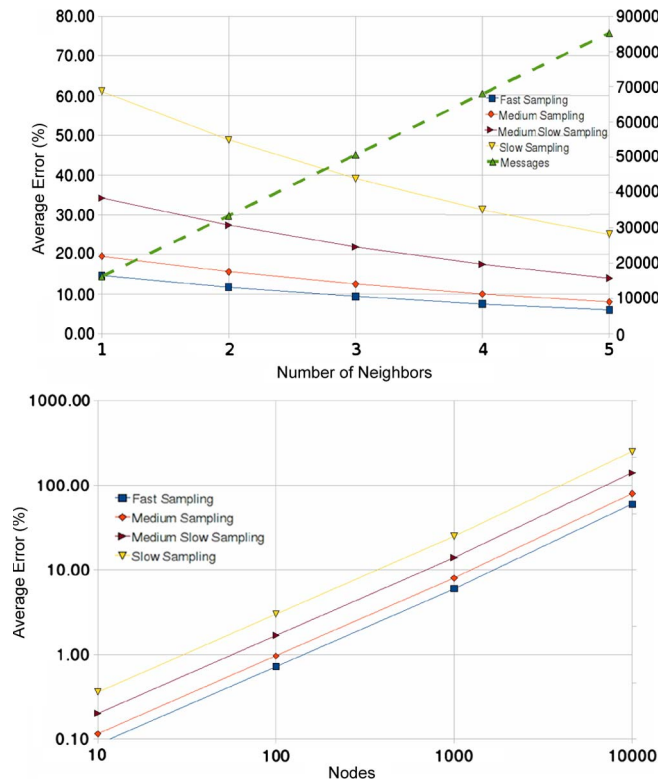 80.00
70.00
60.00
50.00
40.00
30.00
20.00
10.00
0.00
Average Error (%)
90000
80000
70000
60000
50000
40000
30000
20000
10000
0
Fast Sampling
Medium Sampling
Medium Slow Sampling
Slow Sampling
Messages
1 2 3 4 5
Number of Neighbors
1000.00
100.00
10.00
1.00
0.10
Average Error (%)
Fast Sampling
Medium Sampling
Medium Slow Sampling
Slow Sampling
10 100 1000 10000
Nodes